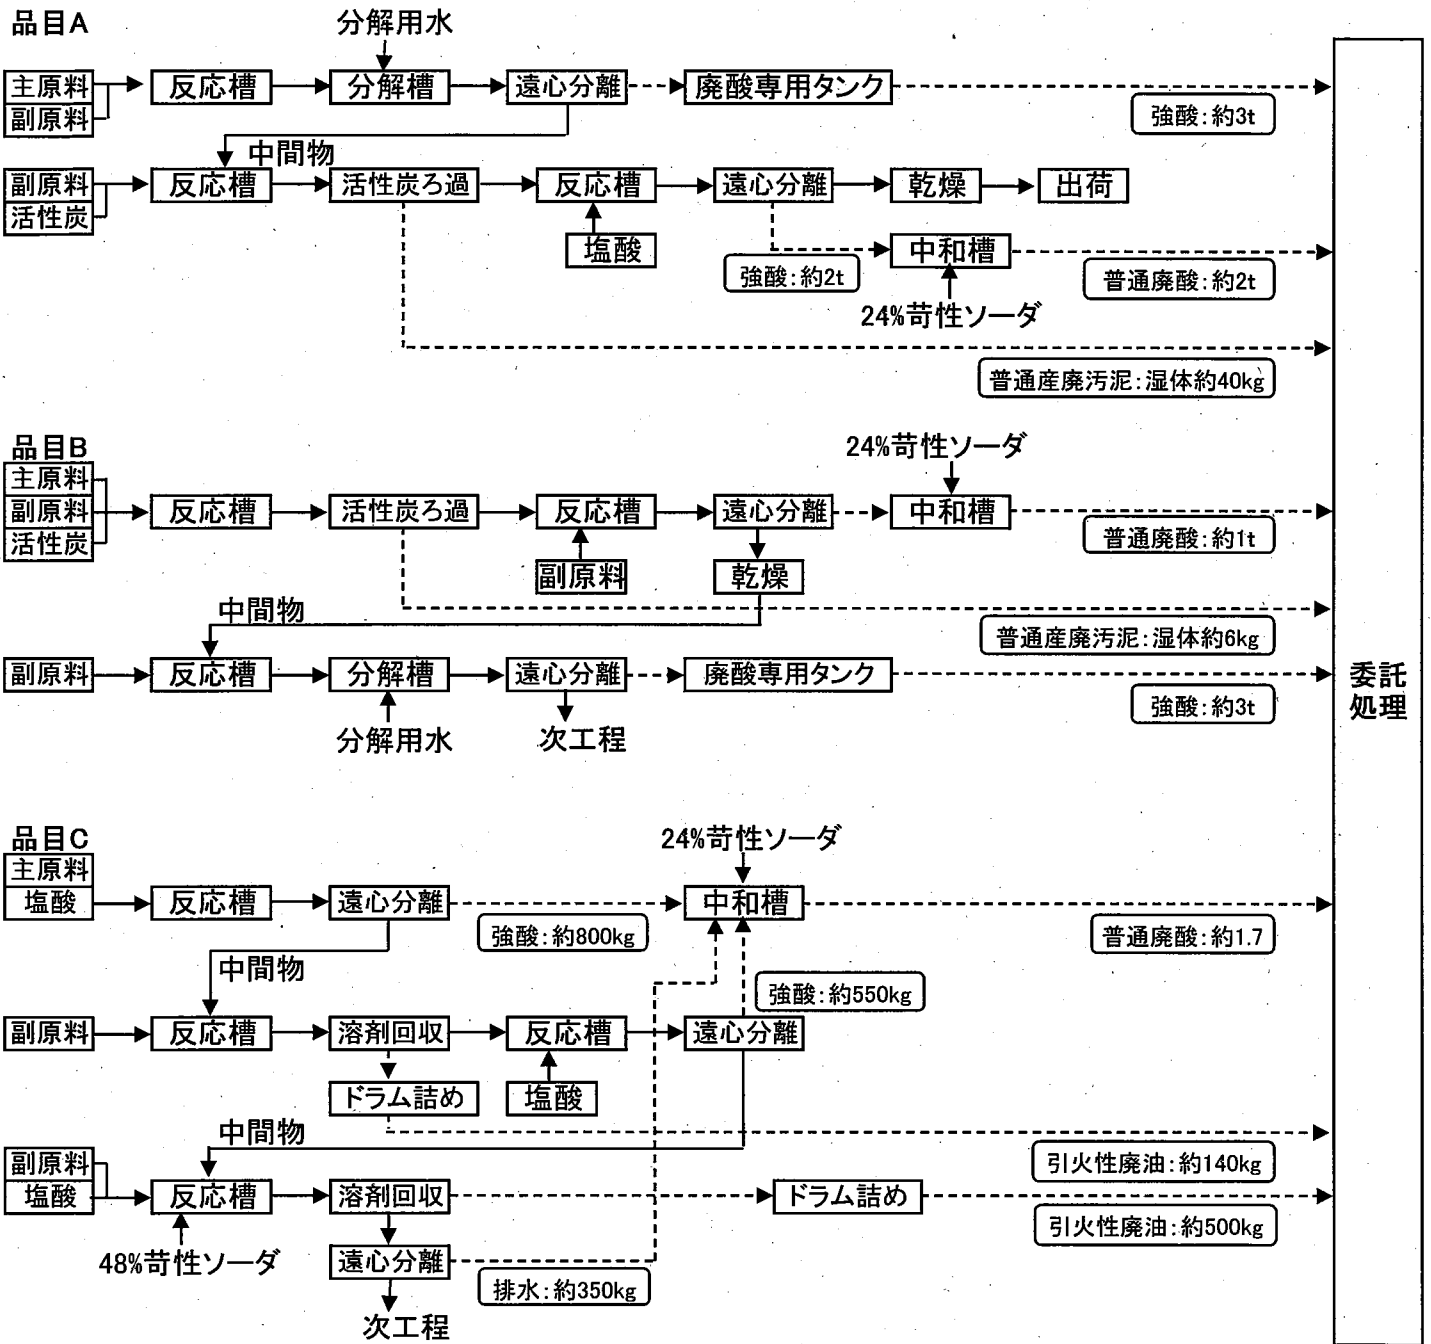 品目A
分解用水
主原料
副原料
反応槽
分解槽
遠心分離
廃酸専用タンク
強酸:約3t
中間物
副原料
活性炭
反応槽
活性炭ろ過
反応槽
遠心分離
乾燥
出荷
塩酸
強酸:約2t
中和槽
普通廃酸:約2t
24%苛性ソーダ
普通産廃汚泥:湿体約40kg
品目B
24%苛性ソーダ
主原料
副原料
活性炭
反応槽
活性炭ろ過
反応槽
遠心分離
中和槽
普通廃酸:約1t
副原料
乾燥
中間物
普通産廃汚泥:湿体約6kg
副原料
反応槽
分解槽
遠心分離
廃酸専用タンク
強酸:約3t
分解用水
次工程
委託
処理
品目C
24%苛性ソーダ
主原料
塩酸
反応槽
遠心分離
中和槽
強酸:約800kg
普通廃酸:約1.7
中間物
強酸:約550kg
副原料
反応槽
溶剤回収
反応槽
遠心分離
ドラム詰め
塩酸
中間物
引火性廃油:約140kg
副原料
塩酸
反応槽
溶剤回収
ドラム詰め
引火性廃油:約500kg
48%苛性ソーダ
遠心分離
排水:約350kg
次工程